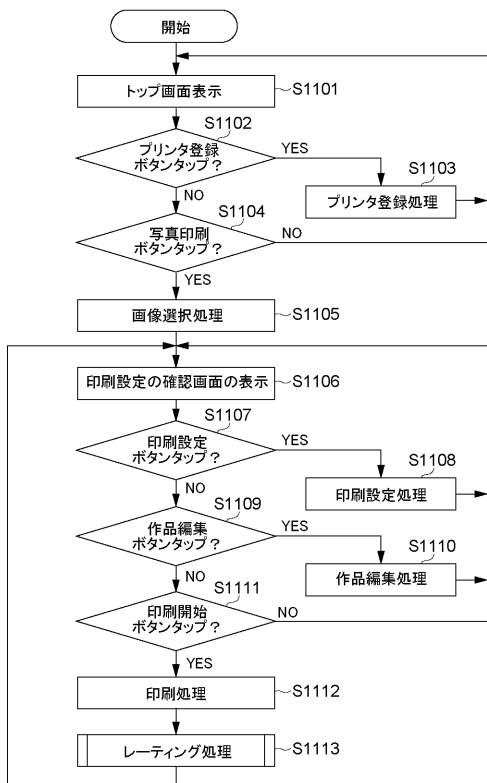 開始
トップ画面表示
S1101
S1102
プリンタ登録
ボタンタップ？
YES
NO
S1103
プリンタ登録処理
S1104
写真印刷
ボタンタップ？
NO
YES
画像選択処理
S1105
印刷設定の確認画面の表示
S1106
S1107
印刷設定
ボタンタップ？
YES
NO
S1108
印刷設定処理
S1109
作品編集
ボタンタップ？
YES
NO
S1110
作品編集処理
S1111
印刷開始
ボタンタップ？
NO
YES
印刷処理
S1112
レーティング処理
S1113